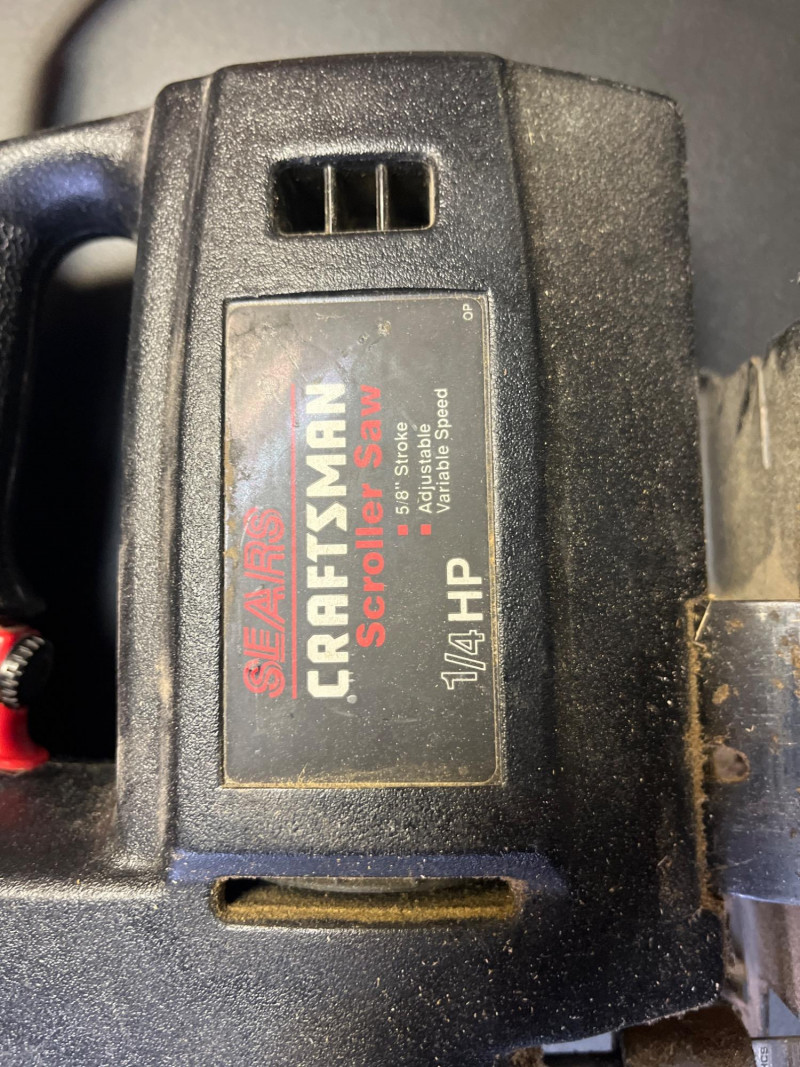 SEARS
CRAFTSMAN®
Scroller Saw
5/8" Stroke
Adjustable
Variable Speed
1/4 HP
OP